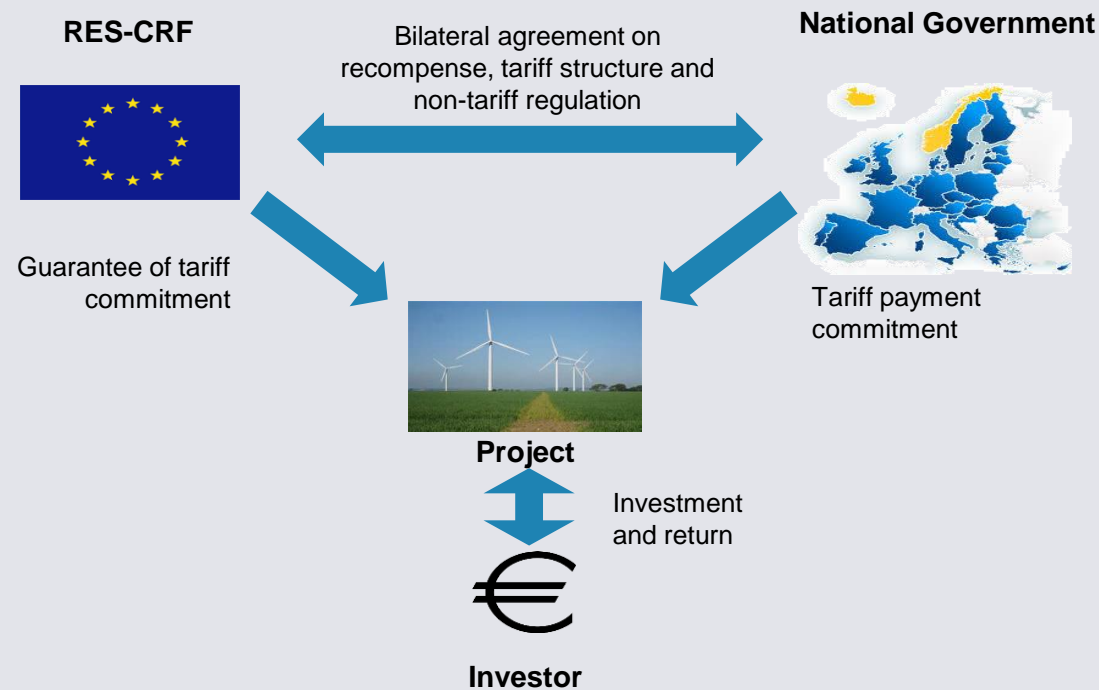 RES-CRF
National Government
Bilateral agreement on
recompense, tariff structure and
non-tariff regulation
Guarantee of tariff
commitment
Tariff payment
commitment
Project
Investment
and return
€
Investor